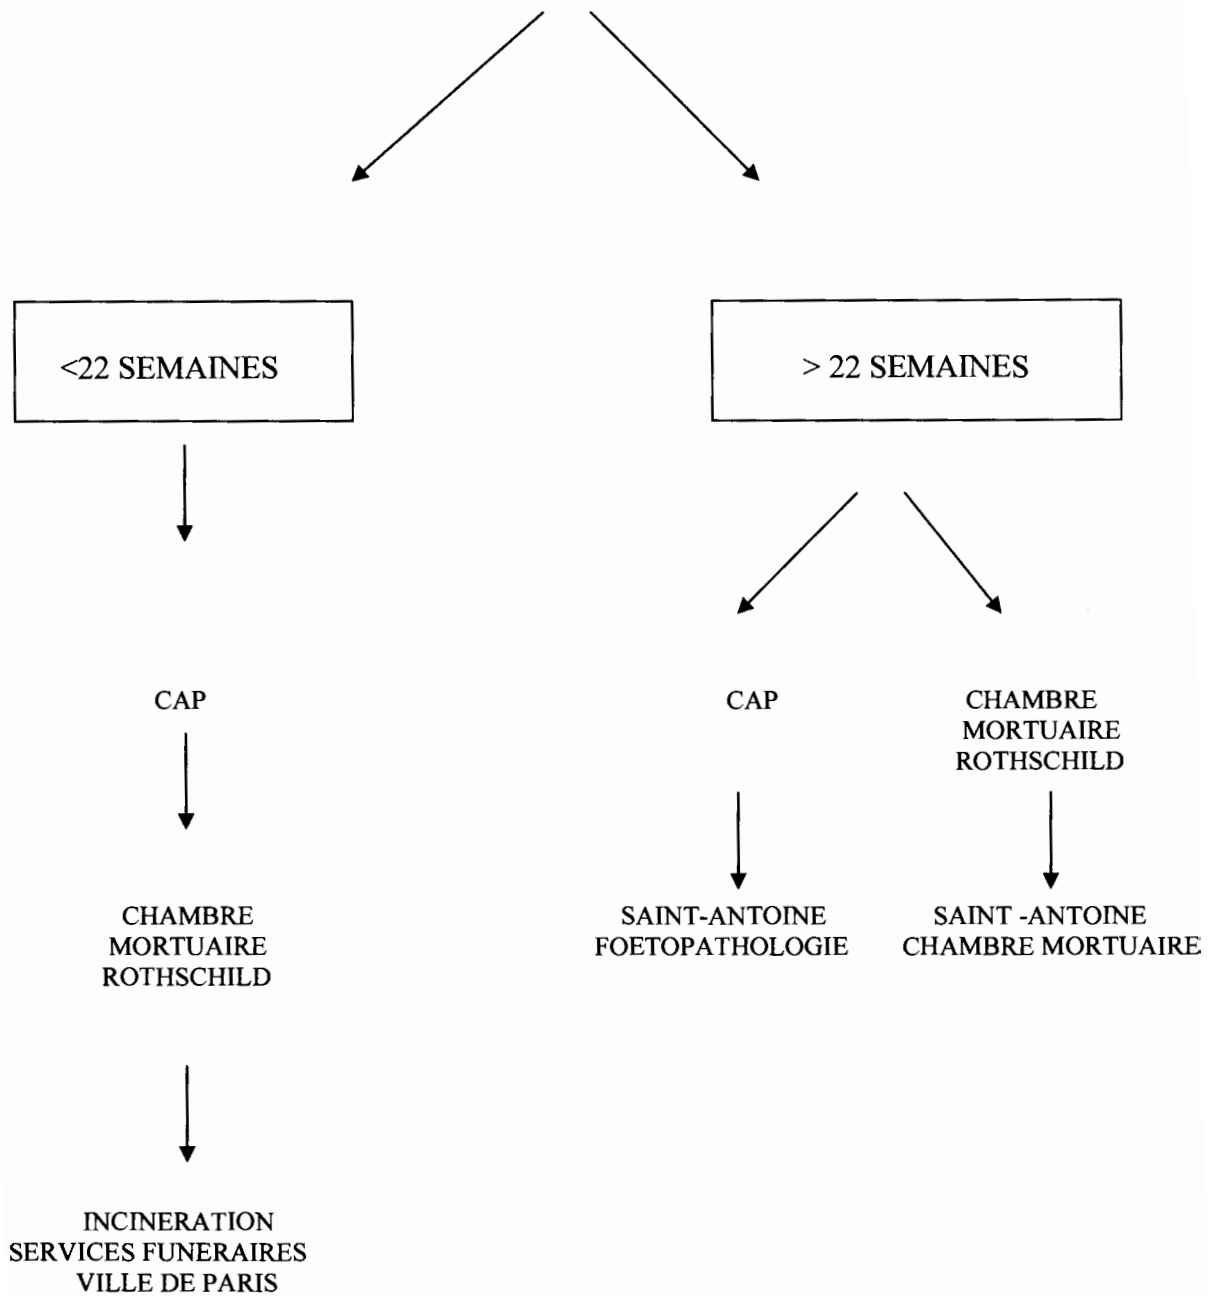 <22 SEMAINES
> 22 SEMAINES
CAP
CAP
CHAMBRE
MORTUAIRE
ROTHSCHILD
CHAMBRE
MORTUAIRE
ROTHSCHILD
SAINT-ANTOINE
FOETOPATHOLOGIE
SAINT -ANTOINE
CHAMBRE MORTUAIRE
INCINERATION
SERVICES FUNERAIRES
VILLE DE PARIS